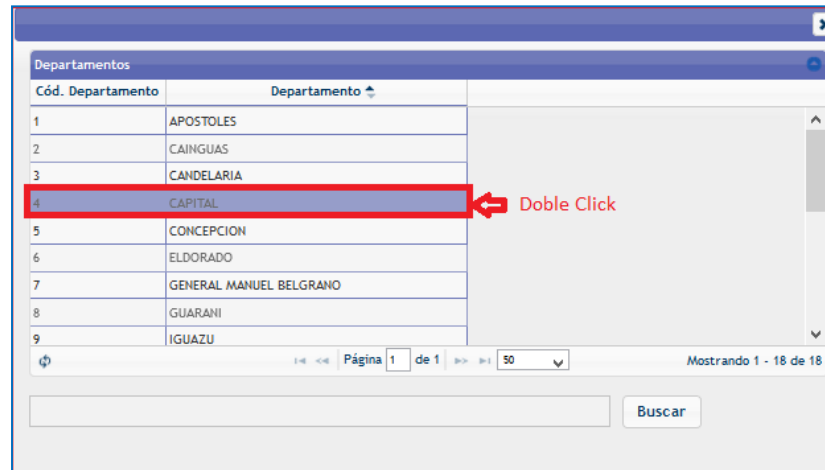 Departamentos
Cód. Departamento Departamento
1 APOSTOLES
2 CAINGUAS
3 CANDELARIA
4 CAPITAL
Doble Click
5 CONCEPCION
6 ELDORADO
7 GENERAL MANUEL BELGRANO
8 GUARANI
9 IGUAZU
Página 1 de 1 50 Mostrando 1 - 18 de 18
Buscar